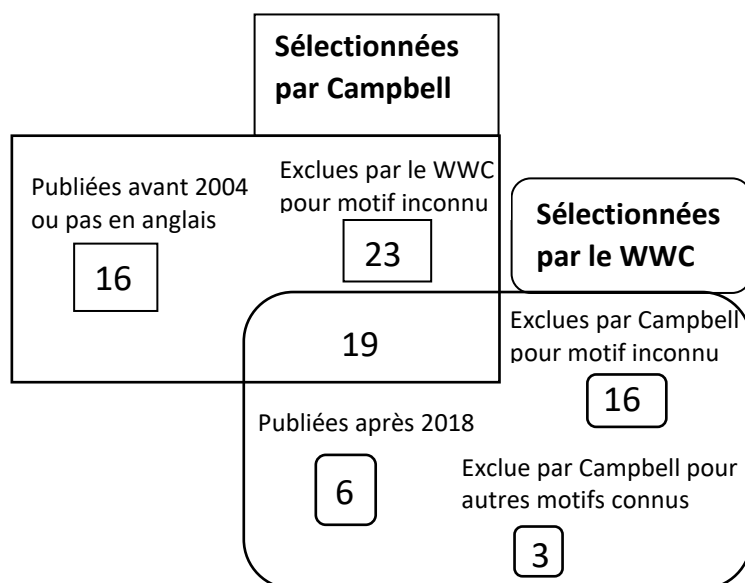 Sélectionnées
par Campbell
Publiées avant 2004
ou pas en anglais
16
Exclues par le WWC
pour motif inconnu
23
Sélectionnées
par le WWC
19
Exclues par Campbell
pour motif inconnu
16
Publiées après 2018
6
Exclue par Campbell pour
autres motifs connus
3